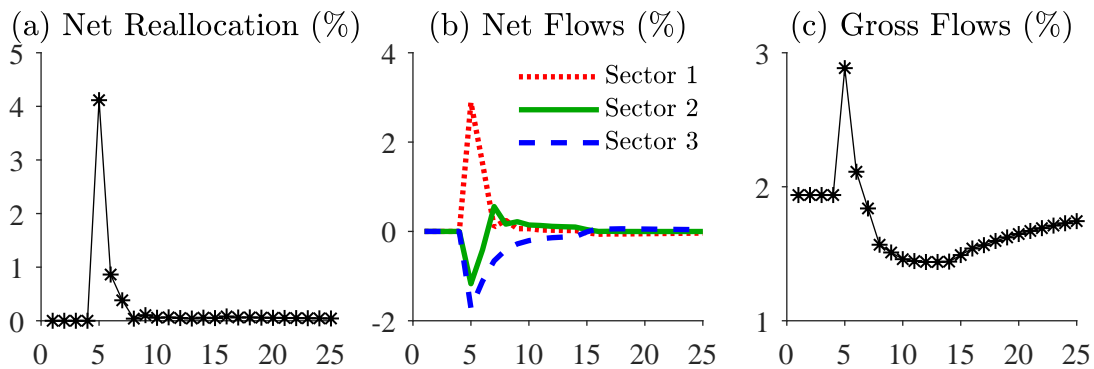 (a) Net Reallocation (%)
5
4
3
2
1
0
0 5 10 15 20 25
(b) Net Flows (%)
4
2
0
-2
0 5 10 15 20 25
Sector 1
Sector 2
Sector 3
(c) Gross Flows (%)
3
2
1
0 5 10 15 20 25